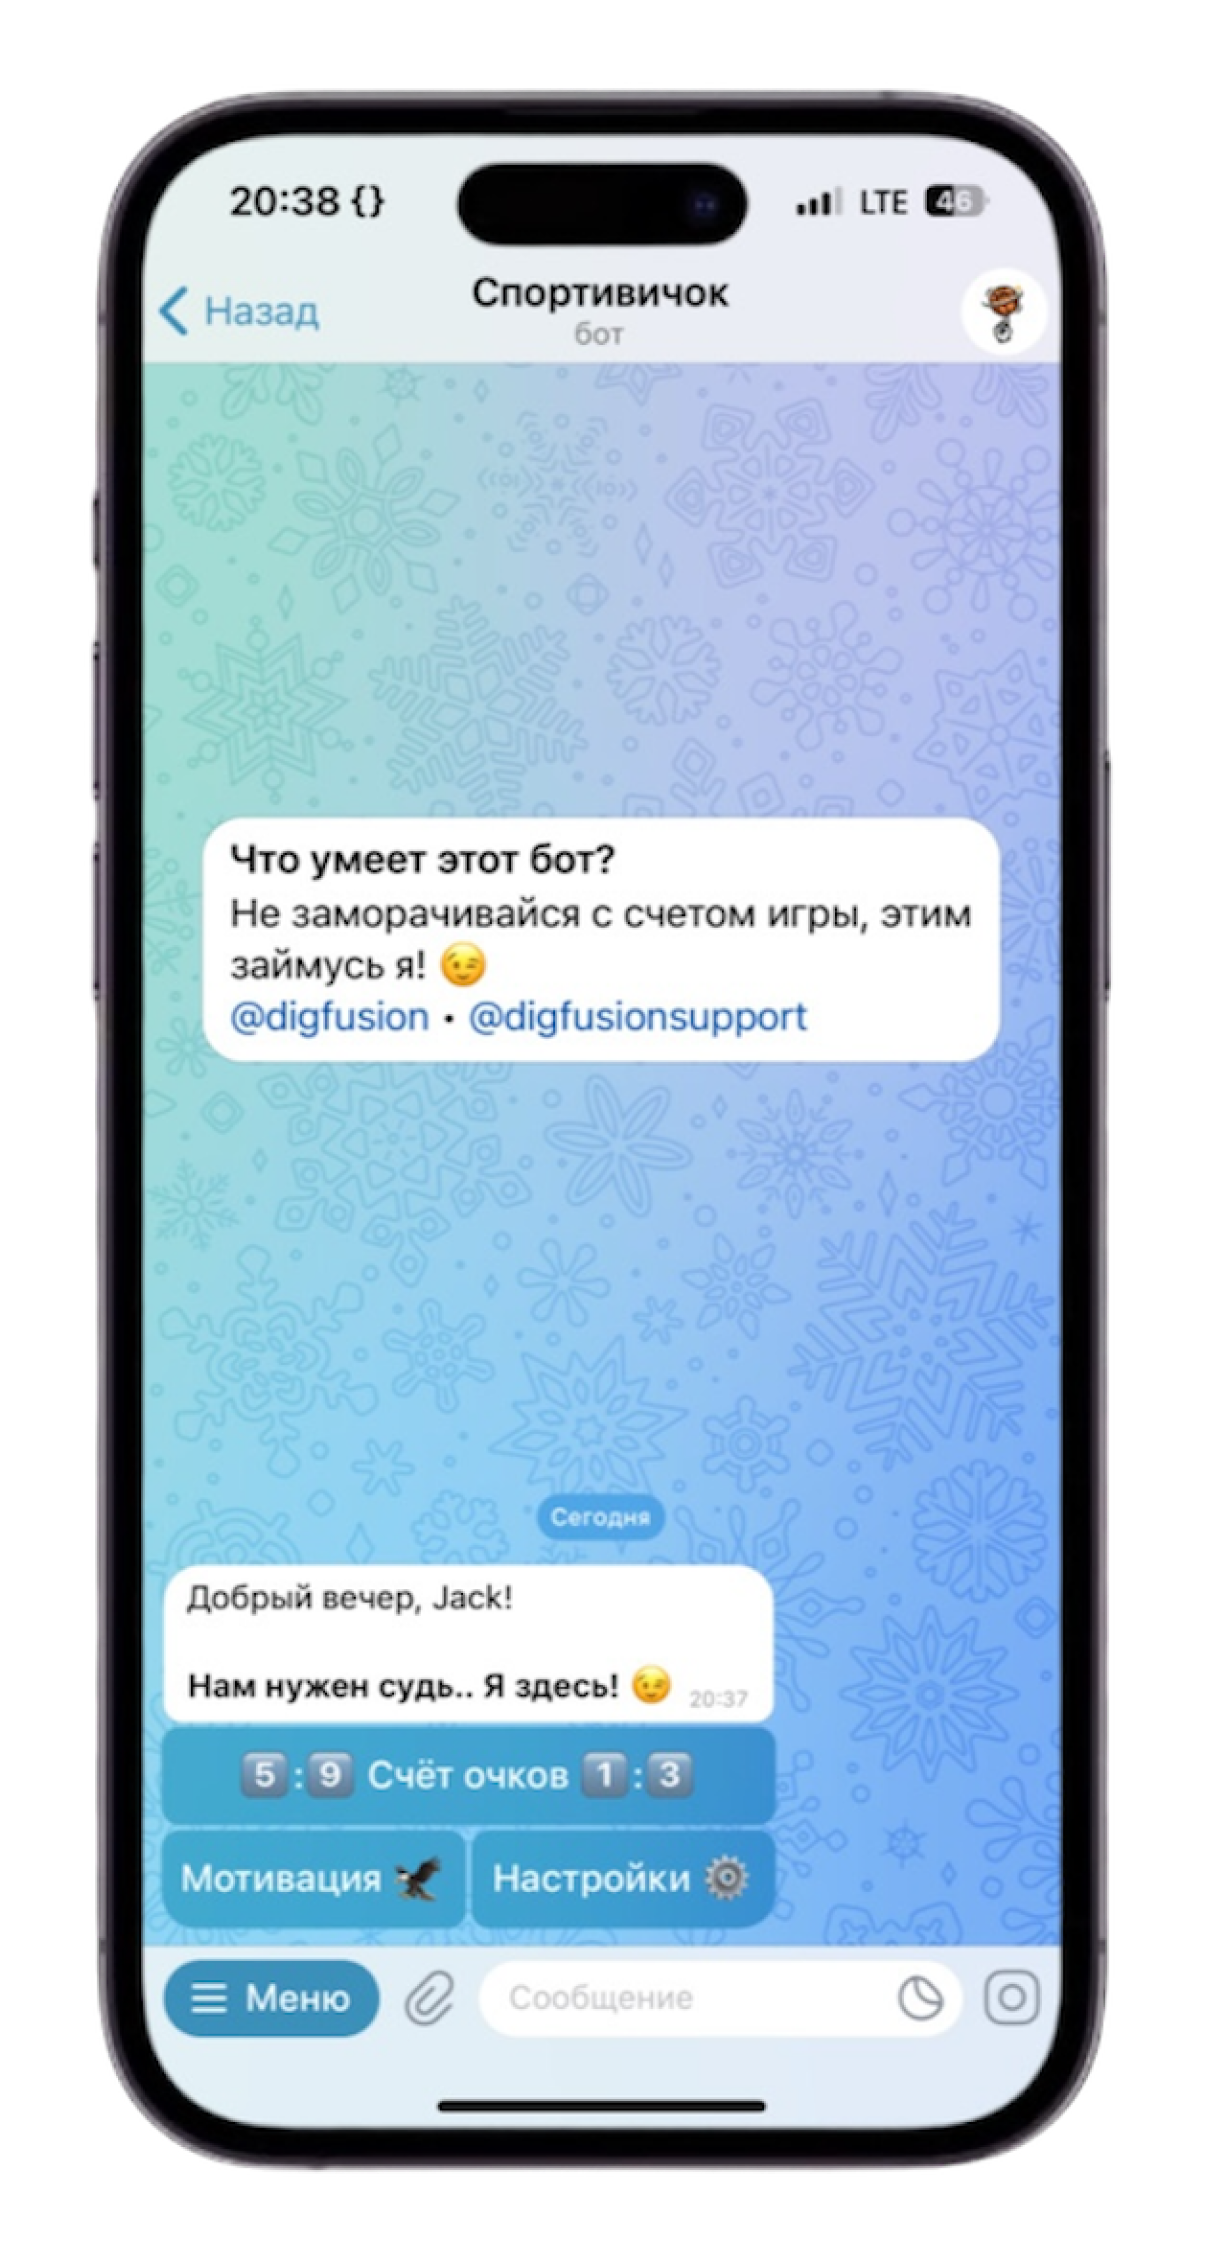 20:38 {}
LTE 46
Назад
Спортивичок
бот
Что умеет этот бот?
Не заморачивайся с счетом игры, этим
займусь я! 😉
@digfusion • @digfusionsupport
Сегодня
Добрый вечер, Jack!
Нам нужен судь.. Я здесь! 😉
20:37
5️⃣ : 9️⃣ Счёт очков 1️⃣ : 3️⃣
Мотивация 🦅
Настройки ⚙️
Меню
Сообщение